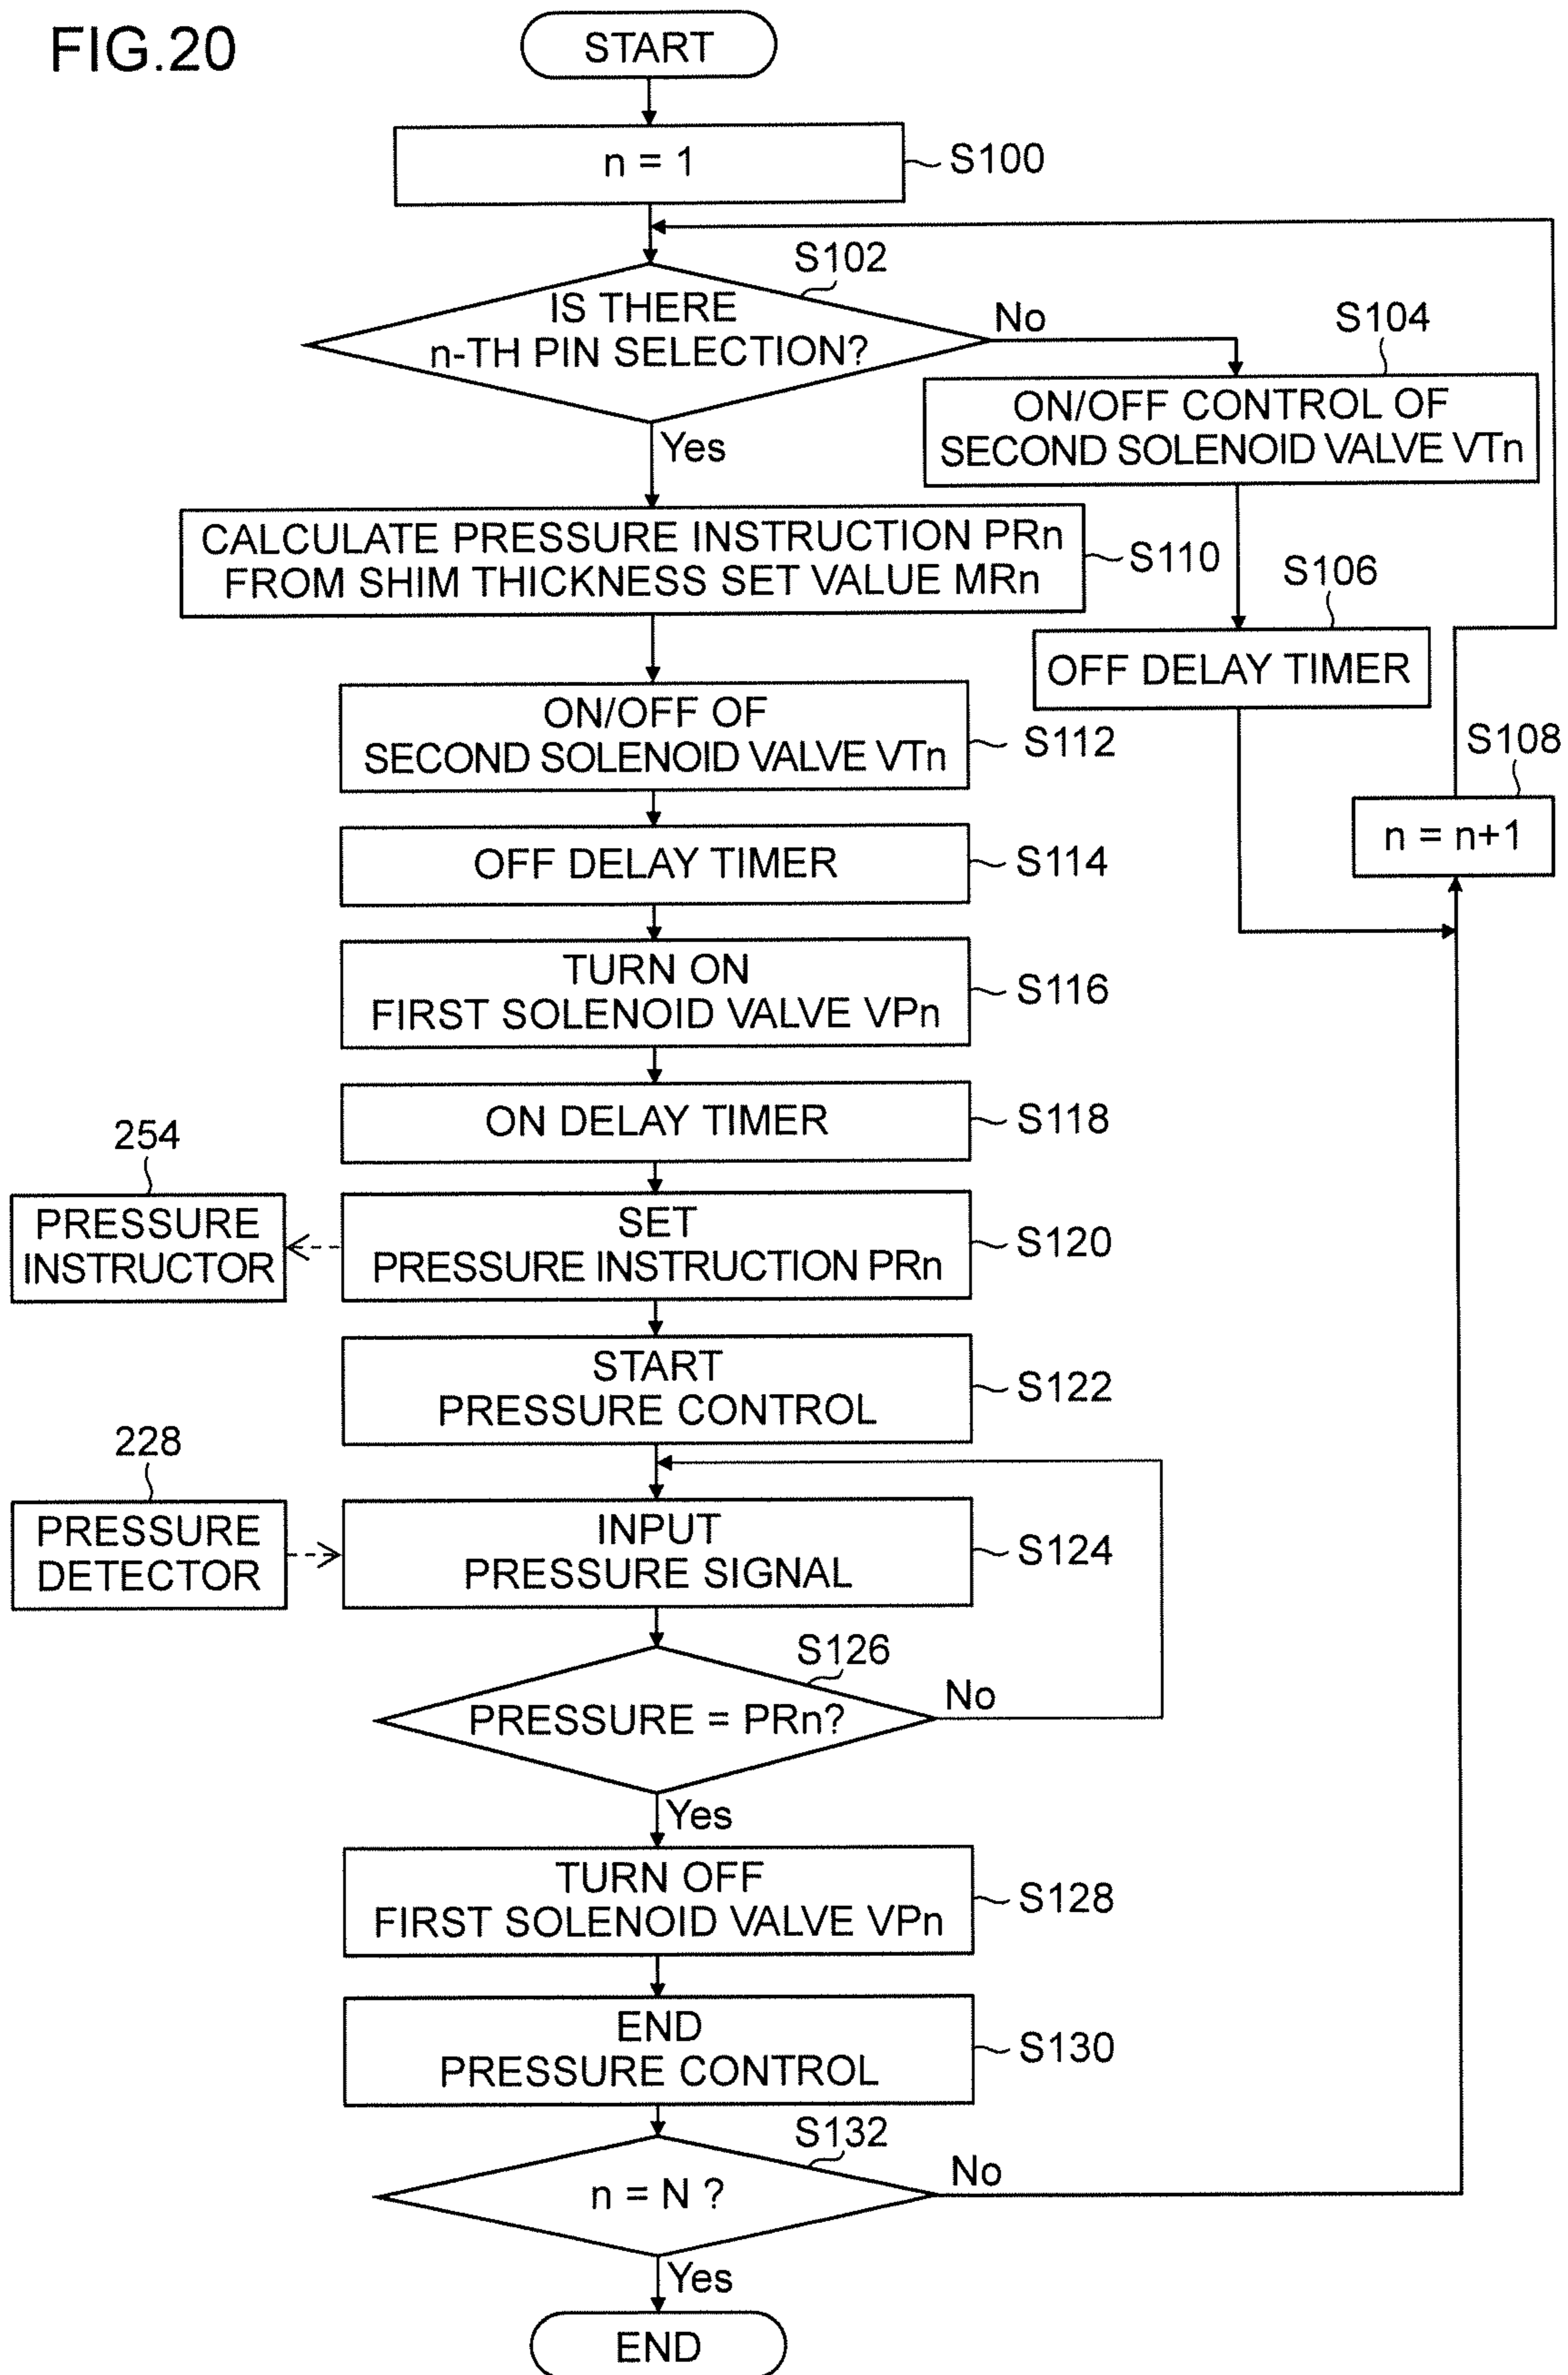 FIG.20
START
n = 1
S100
S102
IS THERE
n-TH PIN SELECTION?
No
Yes
S104
ON/OFF CONTROL OF
SECOND SOLENOID VALVE VTn
CALCULATE PRESSURE INSTRUCTION PRn
FROM SHIM THICKNESS SET VALUE MRn
S110
S106
OFF DELAY TIMER
ON/OFF OF
SECOND SOLENOID VALVE VTn
S112
S108
n = n+1
OFF DELAY TIMER
S114
TURN ON
FIRST SOLENOID VALVE VPn
S116
ON DELAY TIMER
S118
254
PRESSURE
INSTRUCTOR
SET
PRESSURE INSTRUCTION PRn
S120
START
PRESSURE CONTROL
S122
228
PRESSURE
DETECTOR
INPUT
PRESSURE SIGNAL
S124
S126
PRESSURE = PRn?
No
Yes
TURN OFF
FIRST SOLENOID VALVE VPn
S128
END
PRESSURE CONTROL
S130
S132
n = N ?
No
Yes
END